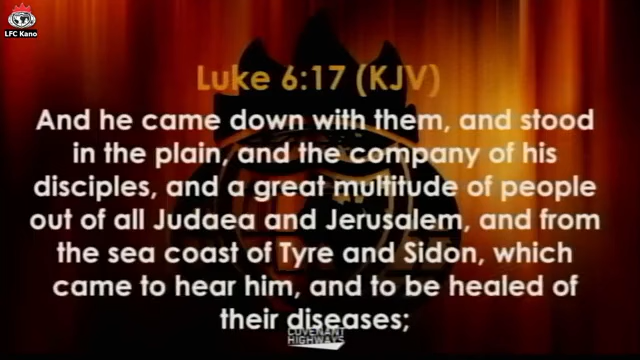 LFC Kano
Luke 6:17 (KJV)
And he came down with them, and stood
in the plain, and the company of his
disciples, and a great multitude of people
out of all Judaea and Jerusalem, and from
the sea coast of Tyre and Sidon, which
came to hear him, and to be healed of
their diseases;
COVENANT
HIGHWAYS